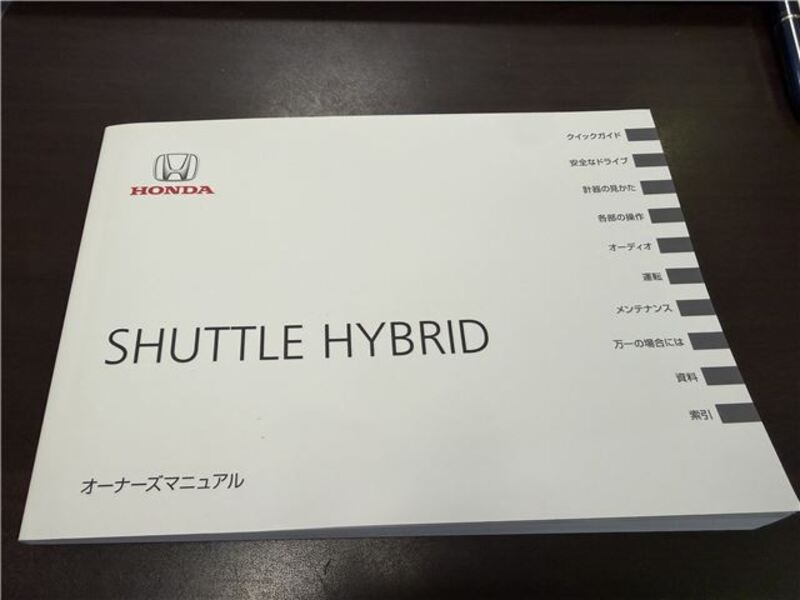 HONDA
SHUTTLE HYBRID
オーナーズマニュアル
クイックガイド
安全なドライブ
計器の見かた
各部の操作
オーディオ
運転
メンテナンス
万一の場合には
資料
索引